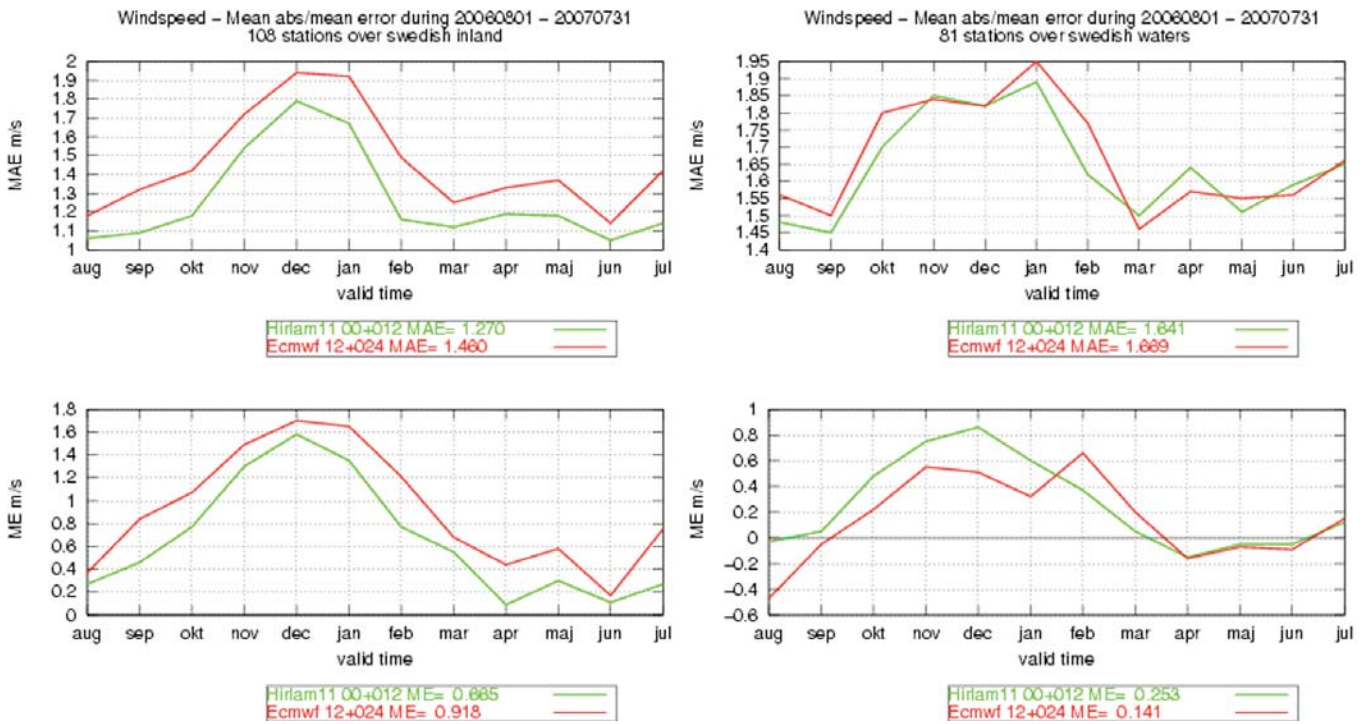 Windspeed – Mean abs/mean error during 20060801 – 20070731
108 stations over swedish inland
MAE m/s
2
1.9
1.8
1.7
1.6
1.5
1.4
1.3
1.2
1.1
1
aug sep okt nov dec jan feb mar apr maj jun jul
valid time
Hirlam11 00+012 MAE= 1.270
Ecmwf 12+024 MAE= 1.460
Windspeed – Mean abs/mean error during 20060801 – 20070731
81 stations over swedish waters
MAE m/s
1.95
1.9
1.85
1.8
1.75
1.7
1.65
1.6
1.55
1.5
1.45
1.4
aug sep okt nov dec jan feb mar apr maj jun jul
valid time
Hirlam11 00+012 MAE= 1.641
Ecmwf 12+024 MAE= 1.669
ME m/s
1.8
1.6
1.4
1.2
1
0.8
0.6
0.4
0.2
0
aug sep okt nov dec jan feb mar apr maj jun jul
valid time
Hirlam11 00+012 ME= 0.665
Ecmwf 12+024 ME= 0.918
ME m/s
1
0.8
0.6
0.4
0.2
0
–0.2
–0.4
–0.6
aug sep okt nov dec jan feb mar apr maj jun jul
valid time
Hirlam11 00+012 ME= 0.253
Ecmwf 12+024 ME= 0.141